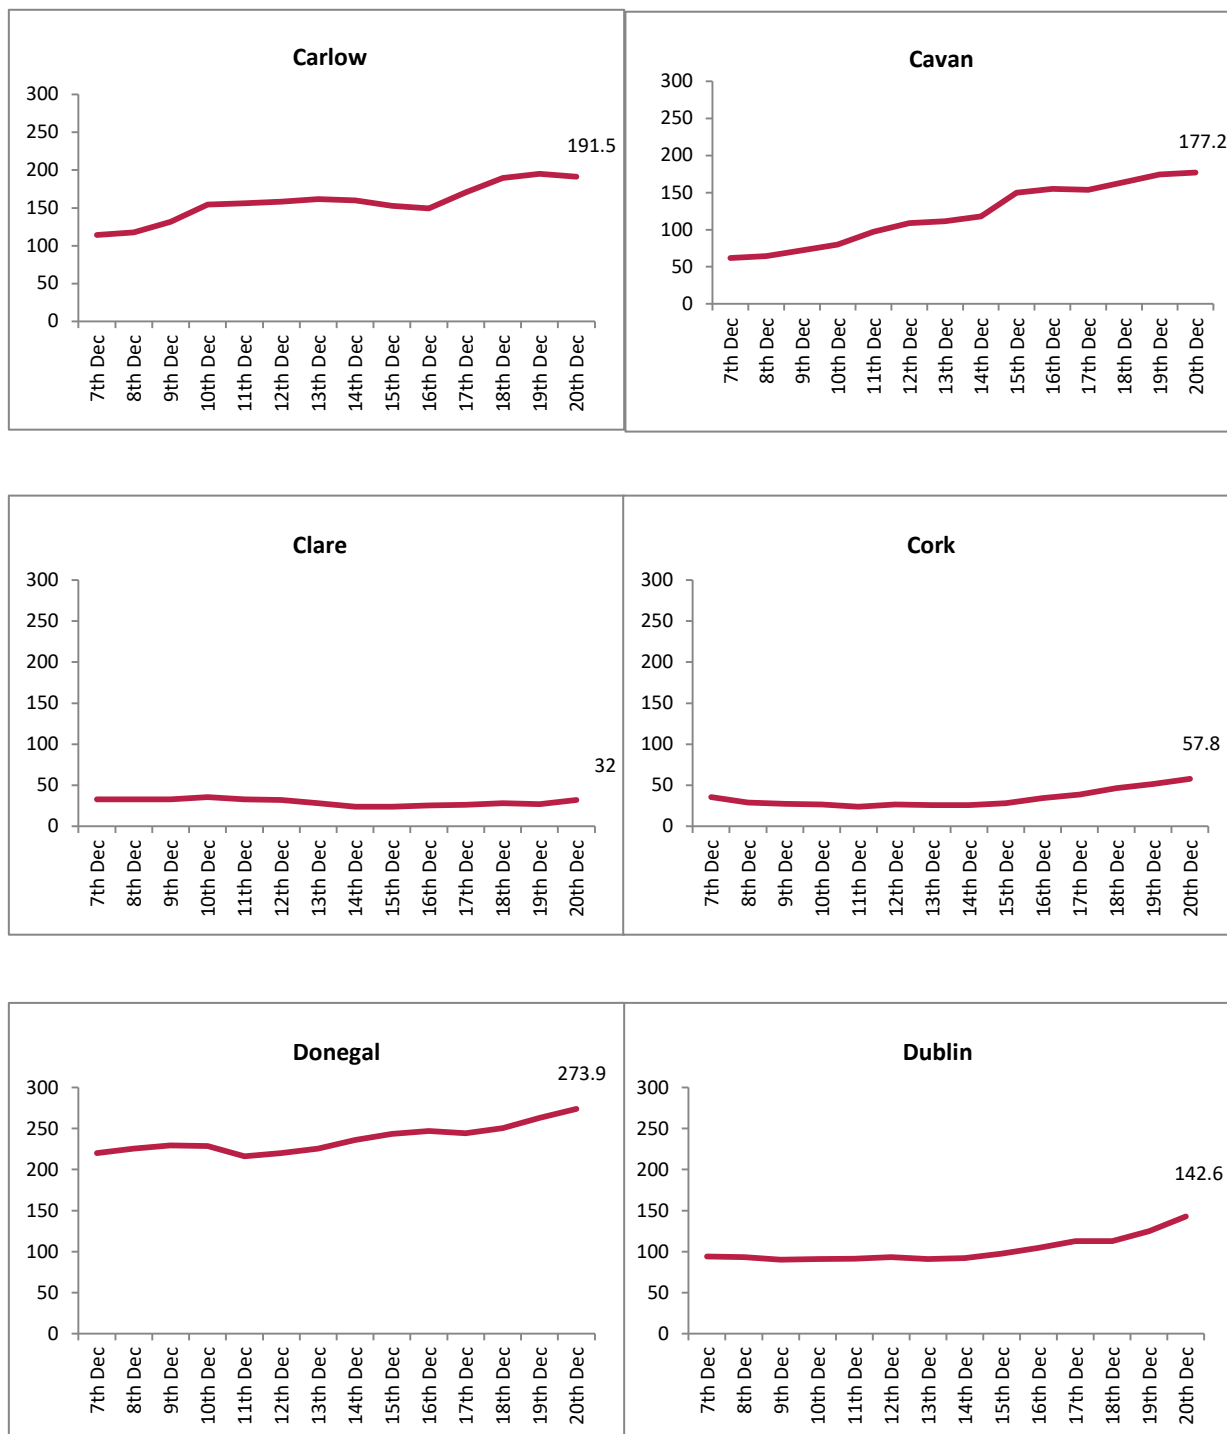 Carlow
300
250
200
150
100
50
0
191.5
7th Dec
8th Dec
9th Dec
10th Dec
11th Dec
12th Dec
13th Dec
14th Dec
15th Dec
16th Dec
17th Dec
18th Dec
19th Dec
20th Dec
Cavan
300
250
200
150
100
50
0
177.2
7th Dec
8th Dec
9th Dec
10th Dec
11th Dec
12th Dec
13th Dec
14th Dec
15th Dec
16th Dec
17th Dec
18th Dec
19th Dec
20th Dec
Clare
300
250
200
150
100
50
0
32
7th Dec
8th Dec
9th Dec
10th Dec
11th Dec
12th Dec
13th Dec
14th Dec
15th Dec
16th Dec
17th Dec
18th Dec
19th Dec
20th Dec
Cork
300
250
200
150
100
50
0
57.8
7th Dec
8th Dec
9th Dec
10th Dec
11th Dec
12th Dec
13th Dec
14th Dec
15th Dec
16th Dec
17th Dec
18th Dec
19th Dec
20th Dec
Donegal
300
250
200
150
100
50
0
273.9
7th Dec
8th Dec
9th Dec
10th Dec
11th Dec
12th Dec
13th Dec
14th Dec
15th Dec
16th Dec
17th Dec
18th Dec
19th Dec
20th Dec
Dublin
300
250
200
150
100
50
0
142.6
7th Dec
8th Dec
9th Dec
10th Dec
11th Dec
12th Dec
13th Dec
14th Dec
15th Dec
16th Dec
17th Dec
18th Dec
19th Dec
20th Dec